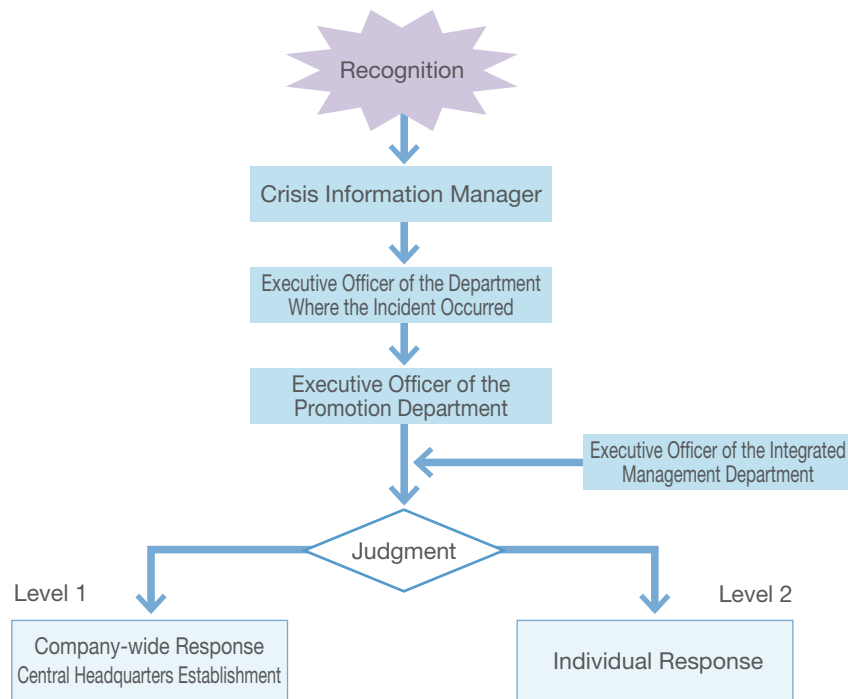 Recognition
Crisis Information Manager
Executive Officer of the Department
Where the Incident Occurred
Executive Officer of the
Promotion Department
Executive Officer of the Integrated
Management Department
Judgment
Level 1
Level 2
Company-wide Response
Central Headquarters Establishment
Individual Response